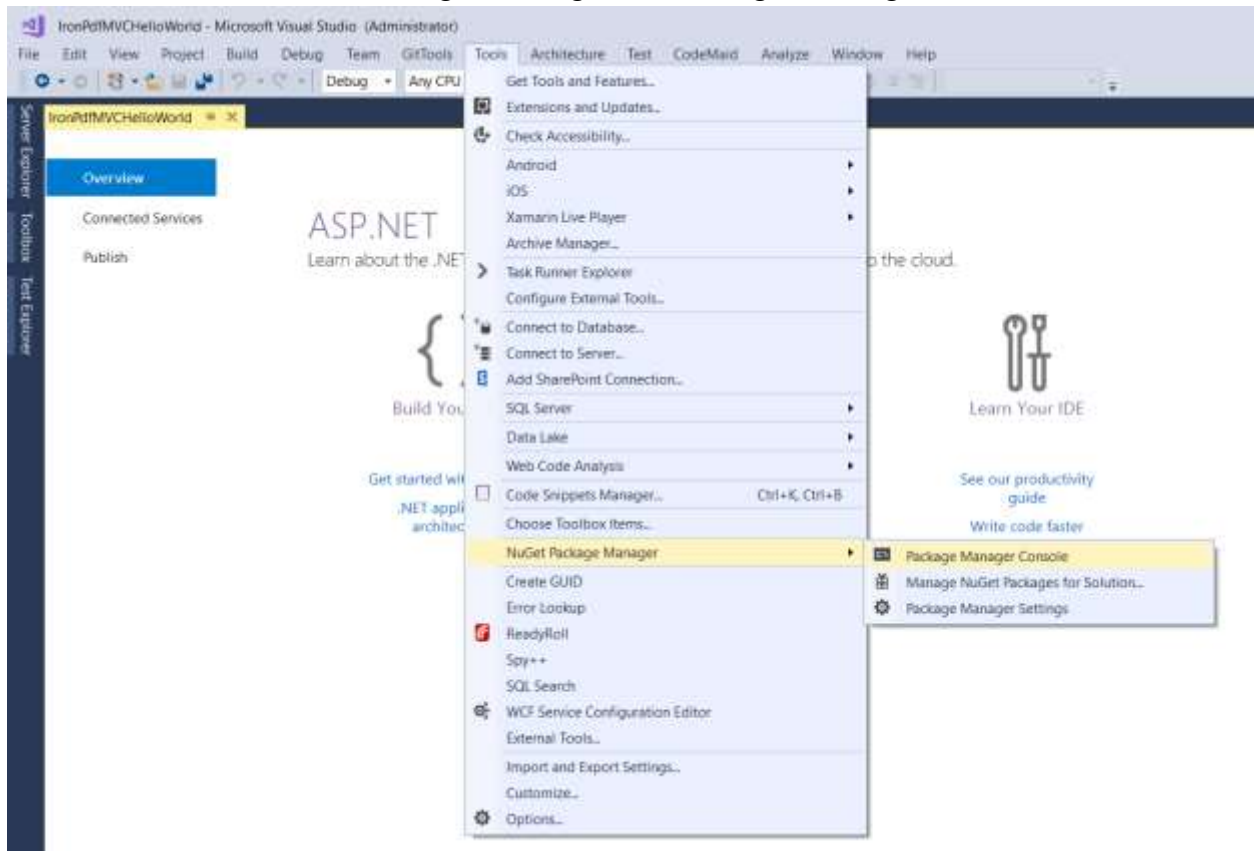 IronPdfMVCHelloWorld - Microsoft Visual Studio (Administrator)
File Edit View Project Build Debug Team GitTools Tools Architecture Test CodeMaid Analyze Window Help
Debug Any CPU
Server Explorer
Toolbox
Test Explorer
IronPdfMVCHelloWorld
Overview
Connected Services
Publish
ASP.NET
Learn about the .NET
o the cloud.
Build You
Get started wit
.NET appli
architec
Learn Your IDE
See our productivity
guide
Write code faster
Get Tools and Features...
Extensions and Updates...
Check Accessibility...
Android
iOS
Xamarin Live Player
Archive Manager...
Task Runner Explorer
Configure External Tools...
Connect to Database...
Connect to Server...
Add SharePoint Connection...
SQL Server
Data Lake
Web Code Analysis
Code Snippets Manager... Ctrl+K, Ctrl+B
Choose Toolbox Items...
NuGet Package Manager
Create GUID
Error Lookup
ReadyRoll
Spy++
SQL Search
WCF Service Configuration Editor
External Tools...
Import and Export Settings...
Customize...
Options...
Package Manager Console
Manage NuGet Packages for Solution...
Package Manager Settings